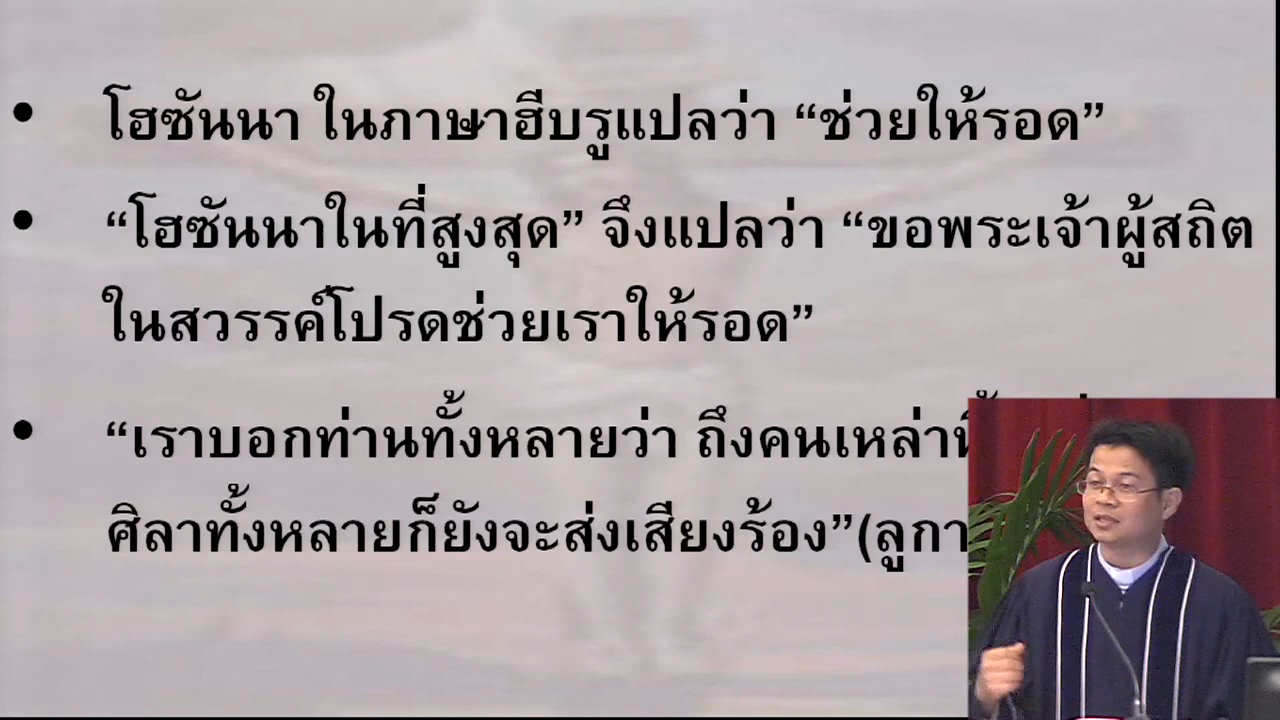 • โฮซันนา ในภาษาฮีบรูแปลว่า “ช่วยให้รอด”
• “โฮซันนาในที่สูงสุด” จึงแปลว่า “ขอพระเจ้าผู้สถิต
ในสวรรค์โปรดช่วยเราให้รอด”
• “เราบอกท่านทั้งหลายว่า ถึงคนเหล่า
ศิลาทั้งหลายก็ยังจะส่งเสียงร้อง”(ลูกา